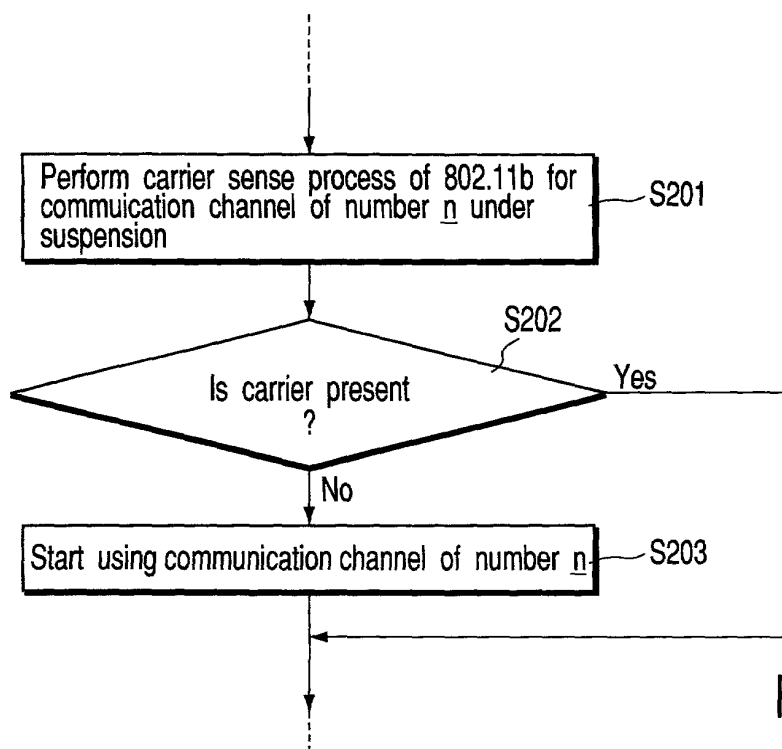 Perform carrier sense process of 802.11b for
commuication channel of number n under
suspension
S201
S202
Is carrier present
?
Yes
No
Start using communication channel of number n
S203